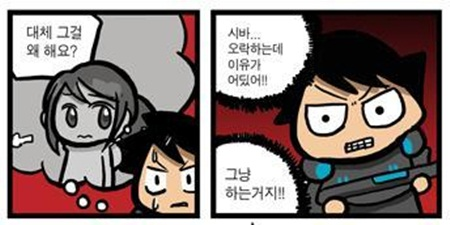 대체 그걸
왜 해요?
시바...
오락하는데
이유가
어딨어!!
그냥
하는거지!!